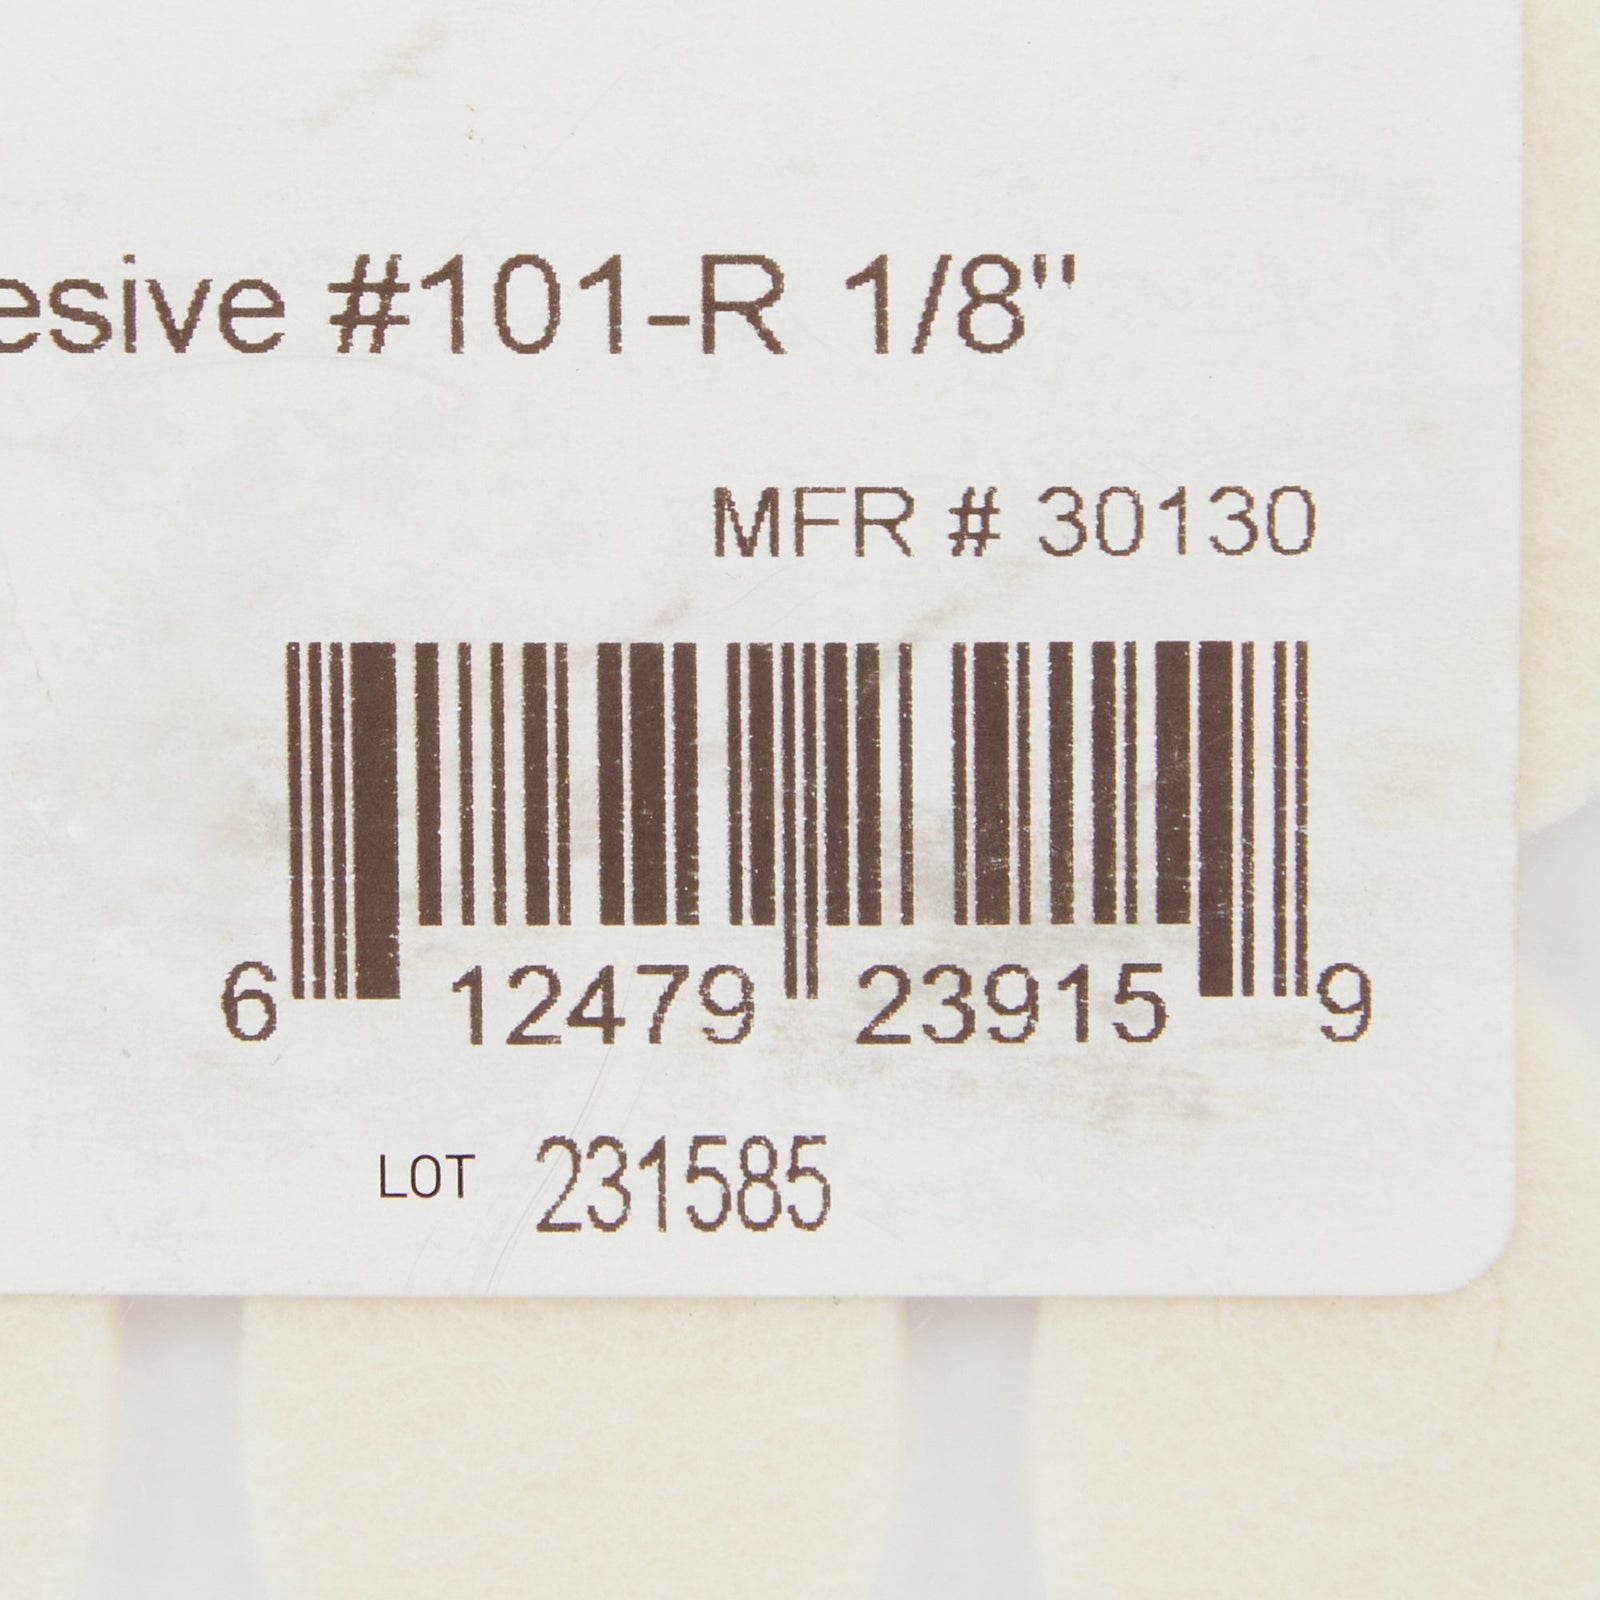 esive #101-R 1/8"
MFR # 30130
6 12479 23915 9
LOT 231585